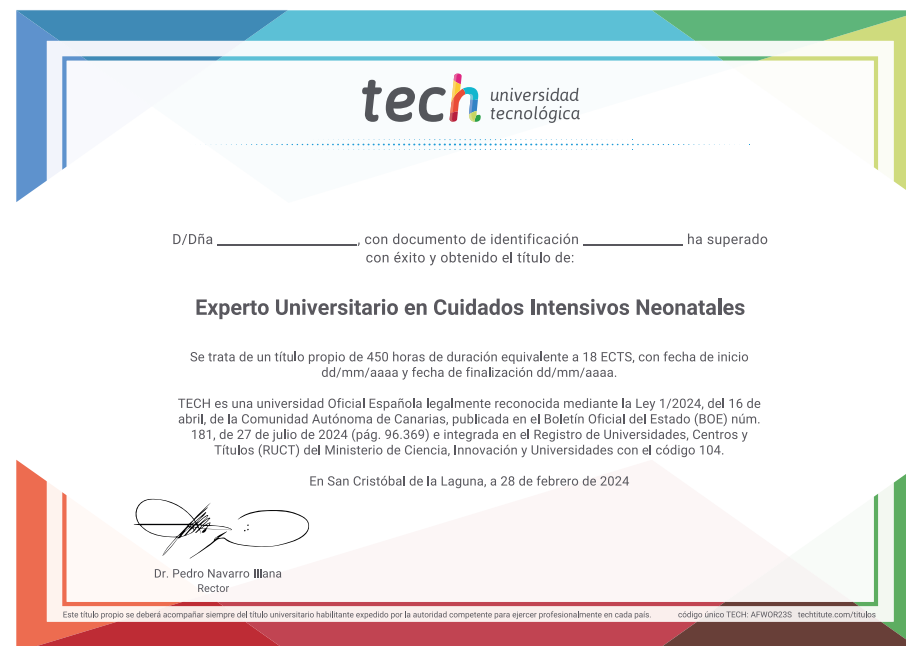 tech universidad
tecnológica
D/Dña ____________________, con documento de identificación ______________ ha superado
con éxito y obtenido el título de:
Experto Universitario en Cuidados Intensivos Neonatales
Se trata de un título propio de 450 horas de duración equivalente a 18 ECTS, con fecha de inicio
dd/mm/aaaa y fecha de finalización dd/mm/aaaa.
TECH es una universidad Oficial Española legalmente reconocida mediante la Ley 1/2024, del 16 de
abril, de la Comunidad Autónoma de Canarias, publicada en el Boletín Oficial del Estado (BOE) núm.
181, de 27 de julio de 2024 (pág. 96.369) e integrada en el Registro de Universidades, Centros y
Títulos (RUCT) del Ministerio de Ciencia, Innovación y Universidades con el código 104.
En San Cristóbal de la Laguna, a 28 de febrero de 2024
Dr. Pedro Navarro Illana
Rector
Este título propio se deberá acompañar siempre del título universitario habilitante expedido por la autoridad competente para ejercer profesionalmente en cada país. código único TECH: AFWOR23S techtitute.com/titulos